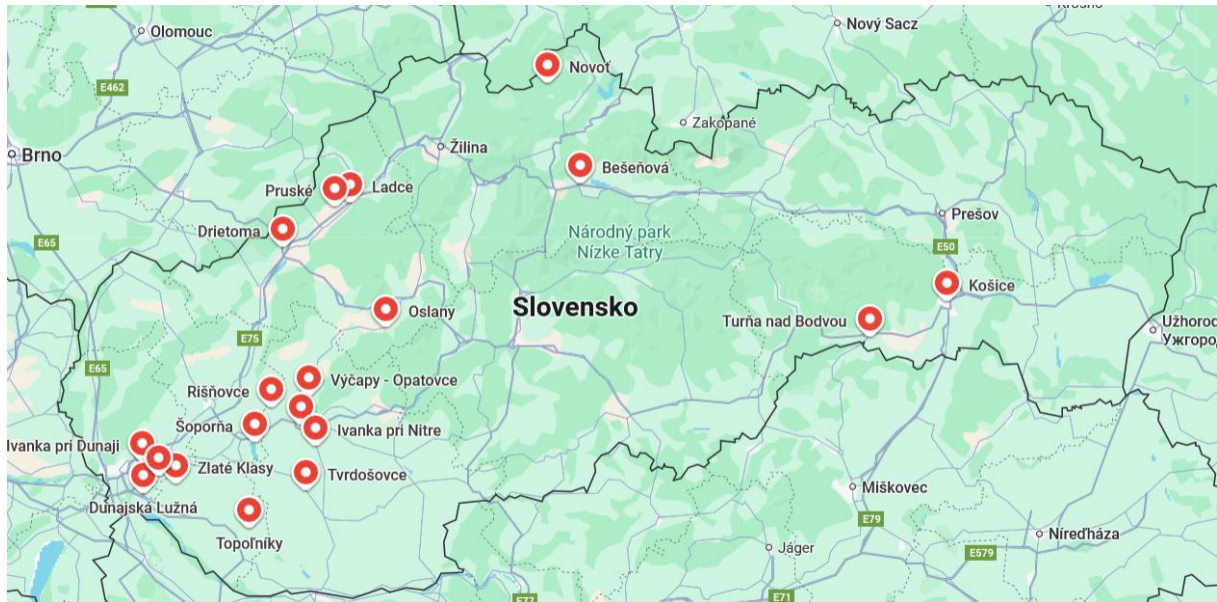 Olomouc
Krosno
Nový Sacz
Novoť
E462
Zakopané
Žilina
Brno
Bešeňová
Pruské
Ladce
Prešov
Drietoma
Národný park
Nízke Tatry
E65
E50
Košice
Oslany
Slovensko
Turňa nad Bodvou
Užhorod
Ужгород
E75
E65
Výčapy - Opatovce
Rišňovce
Šoporňa
Ivanka pri Nitre
Ivanka pri Dunaji
Zlaté Klasy
Tvrdošovce
Miškovec
Dunajská Lužná
E79
Topoľníky
Níreďháza
Jáger
E579
E77
E71